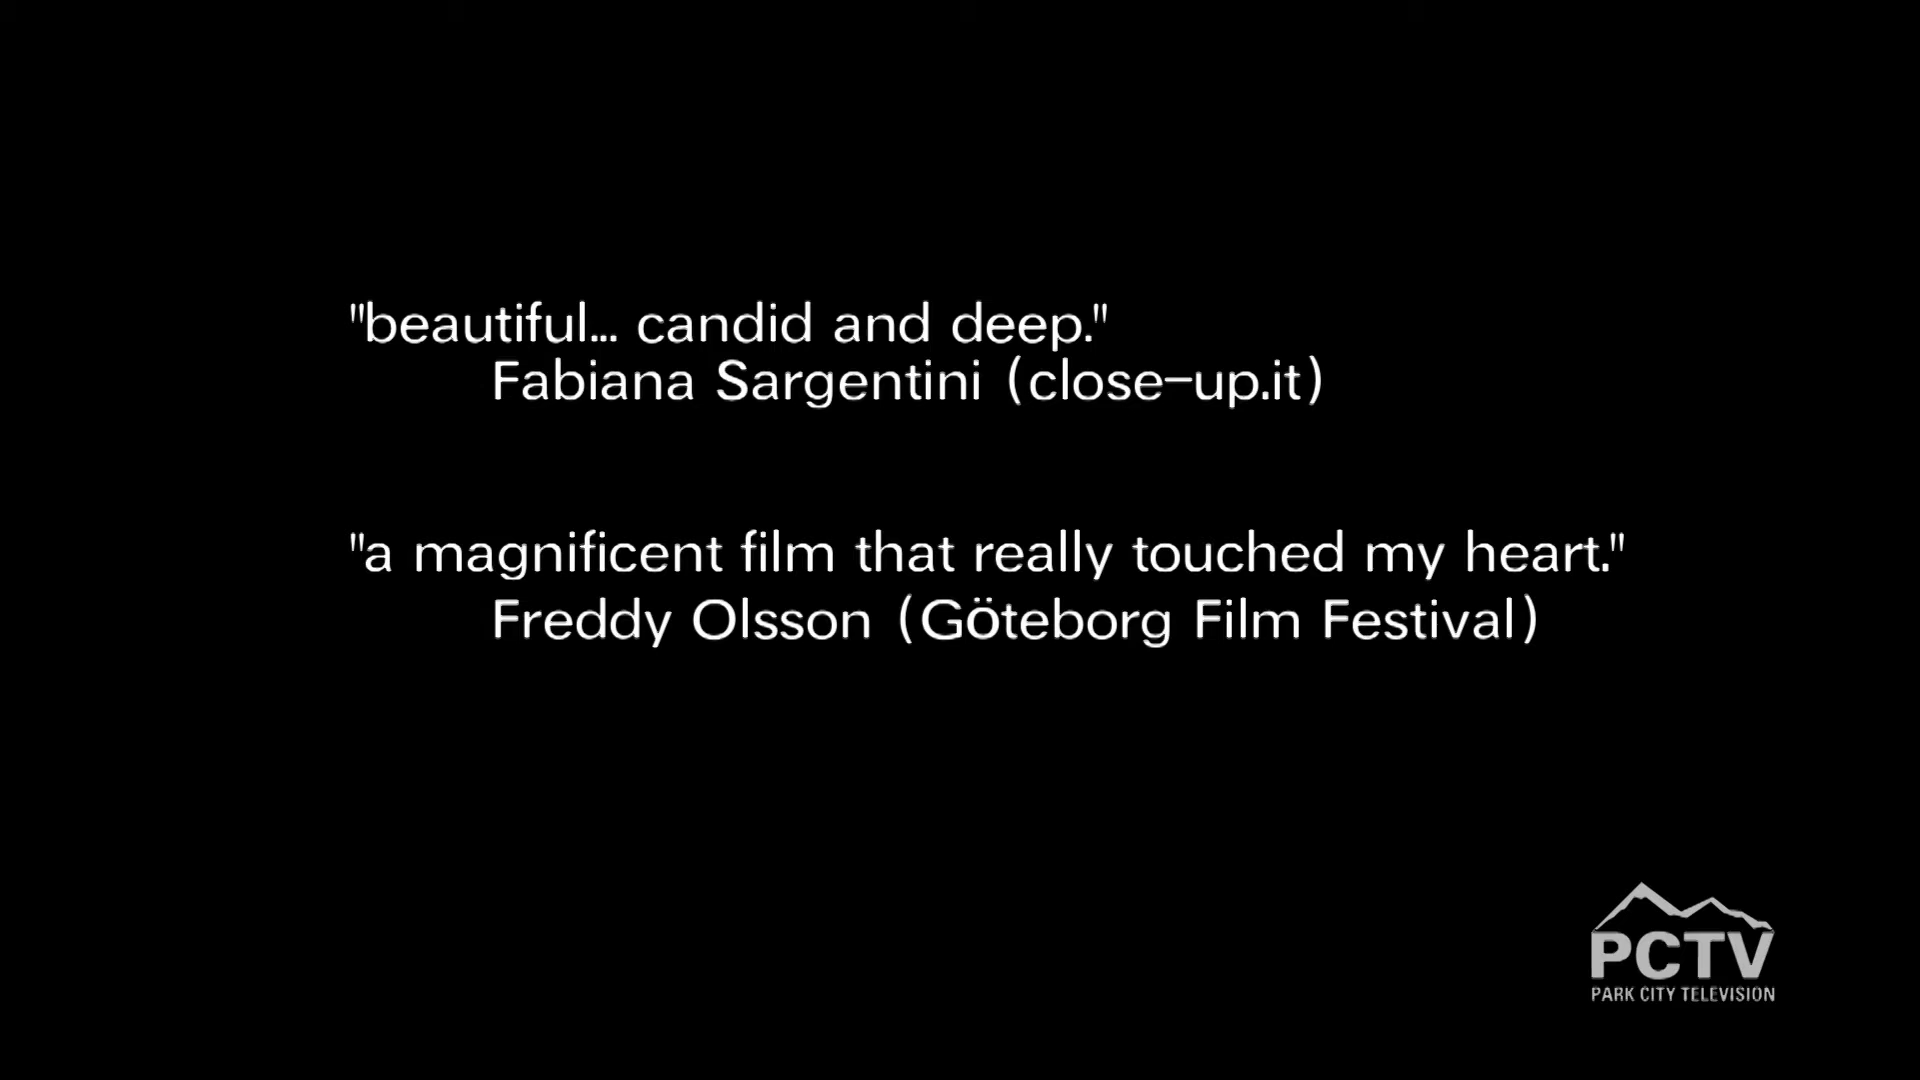 "beautiful... candid and deep."
Fabiana Sargentini (close-up.it)
"a magnificent film that really touched my heart."
Freddy Olsson (Göteborg Film Festival)
PCTV
PARK CITY TELEVISION